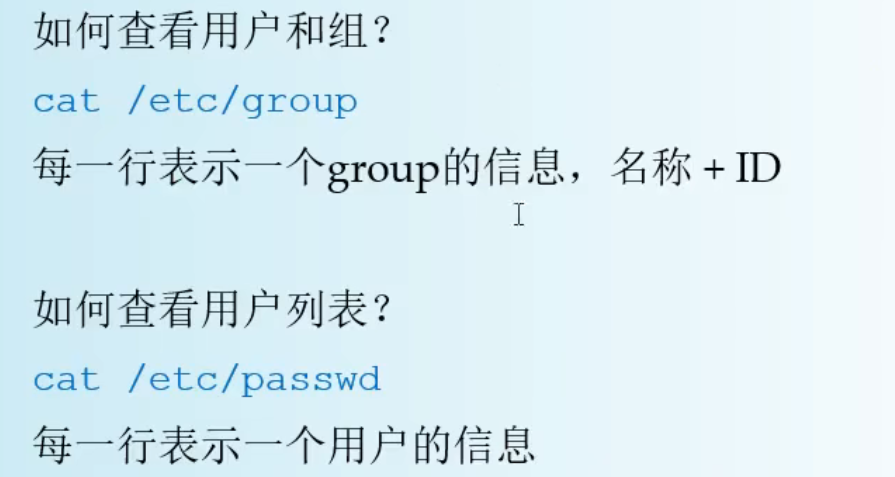 如何查看用户和组？
cat /etc/group
每一行表示一个group的信息，名称 + ID
如何查看用户列表？
cat /etc/passwd
每一行表示一个用户的信息